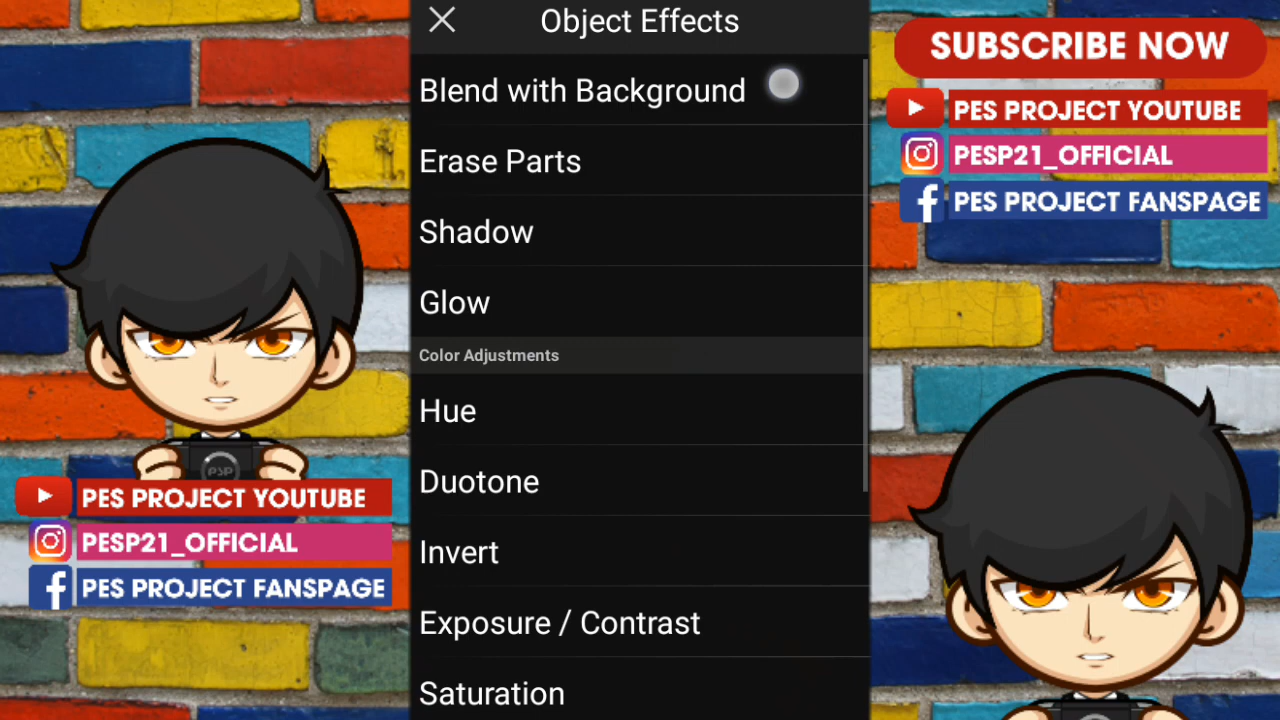 Object Effects
Blend with Background
Erase Parts
Shadow
Glow
Color Adjustments
Hue
Duotone
Invert
Exposure / Contrast
Saturation
SUBSCRIBE NOW
PES PROJECT YOUTUBE
PESP21_OFFICIAL
PES PROJECT FANSPAGE
PSP
PES PROJECT YOUTUBE
PESP21_OFFICIAL
PES PROJECT FANSPAGE